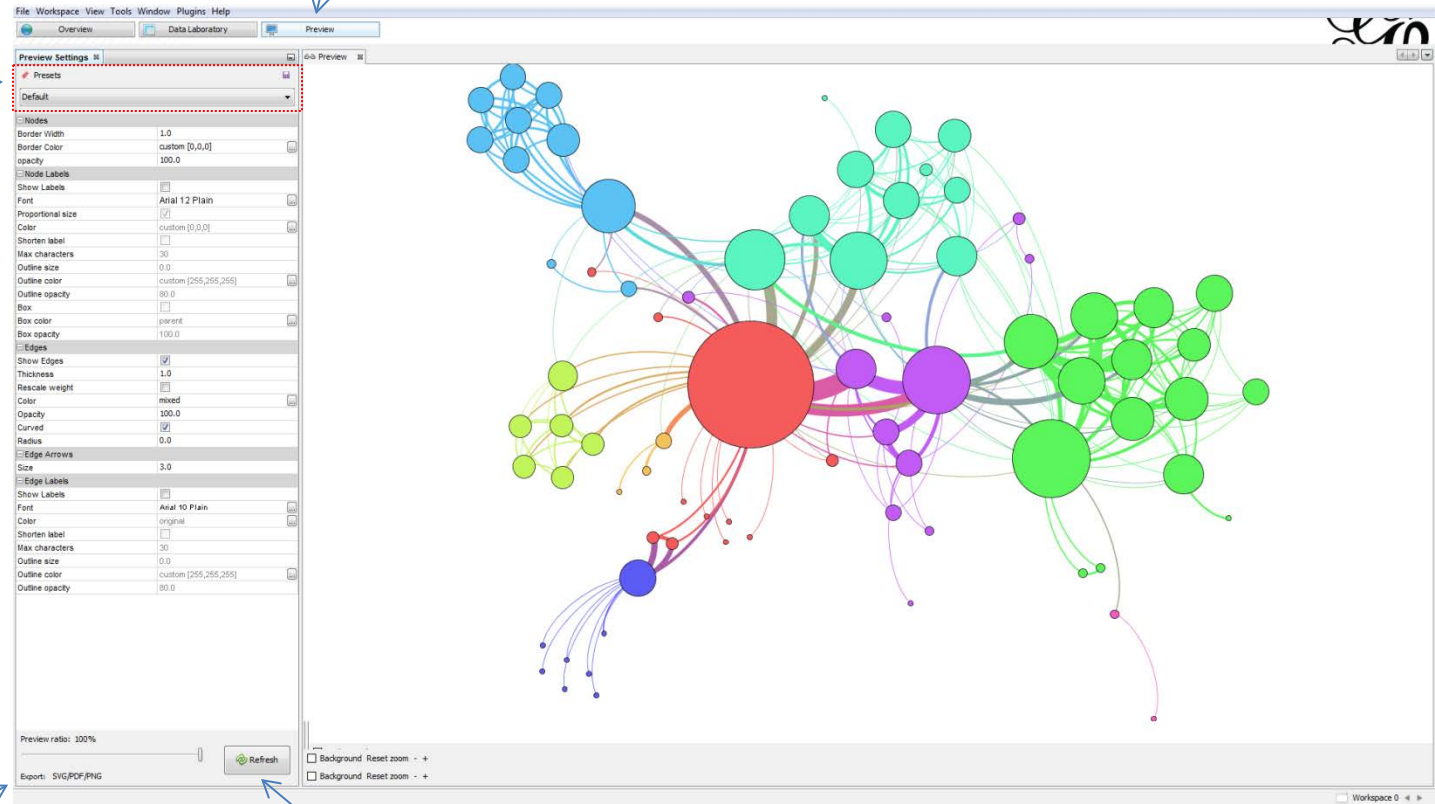 File Workspace View Tools Window Plugins Help
Overview Data Laboratory Preview
Preview Settings
Preview
Presets
Default
Nodes
Border Width 1.0
Border Color custom [0,0,0]
opacity 100.0
Node Labels
Show Labels
Font Arial 12 Plain
Proportional size
Color custom [0,0,0]
Shorten label
Max characters 30
Outline size 0.0
Outline color custom [255,255,255]
Outline opacity 80.0
Box
Box color parent
Box opacity 100.0
Edges
Show Edges
Thickness 1.0
Rescale weight
Color mixed
Opacity 100.0
Curved
Radius 0.0
Edge Arrows
Size 3.0
Edge Labels
Show Labels
Font Arial 10 Plain
Color original
Shorten label
Max characters 30
Outline size 0.0
Outline color custom [255,255,255]
Outline opacity 80.0
Preview ratio: 100%
Refresh
Export: SVG/PDF/PNG
Background Reset zoom - +
Background Reset zoom - +
Workspace 0